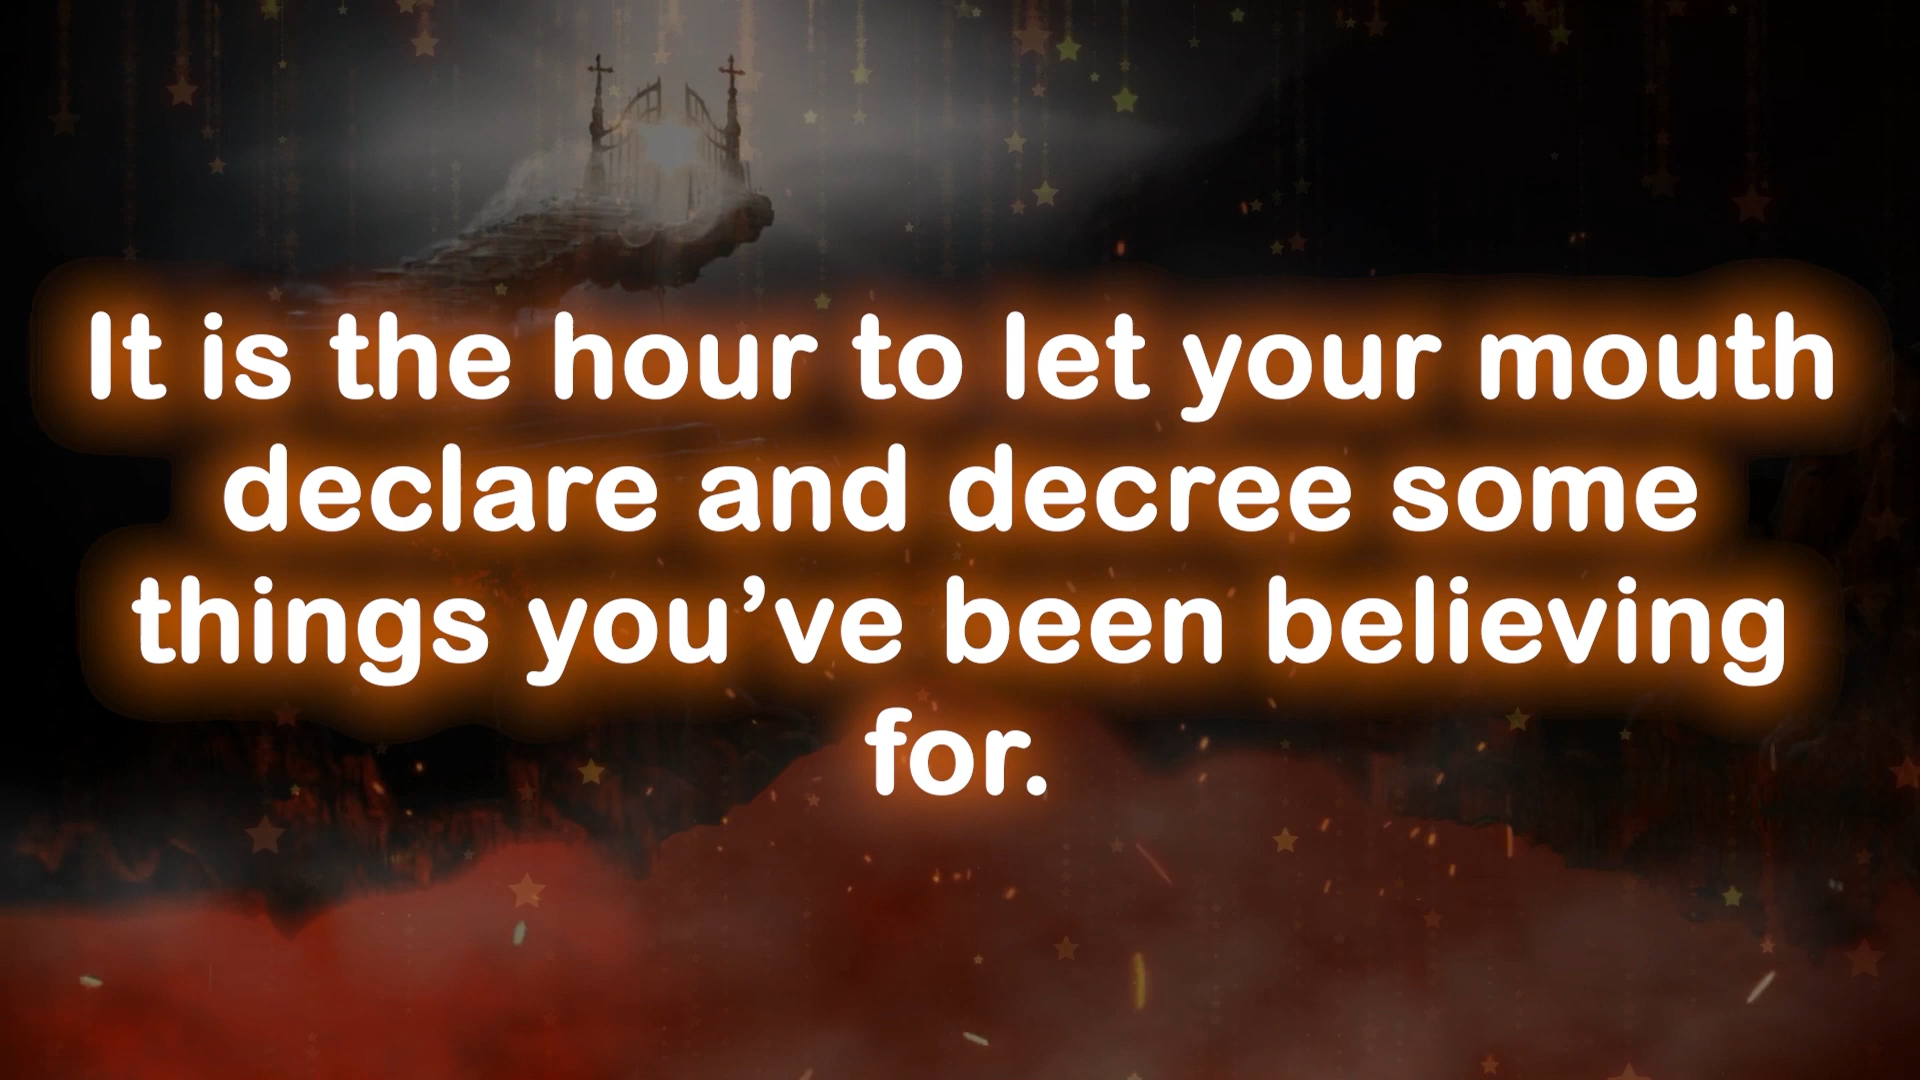 It is the hour to let your mouth
declare and decree some
things you’ve been believing
for.